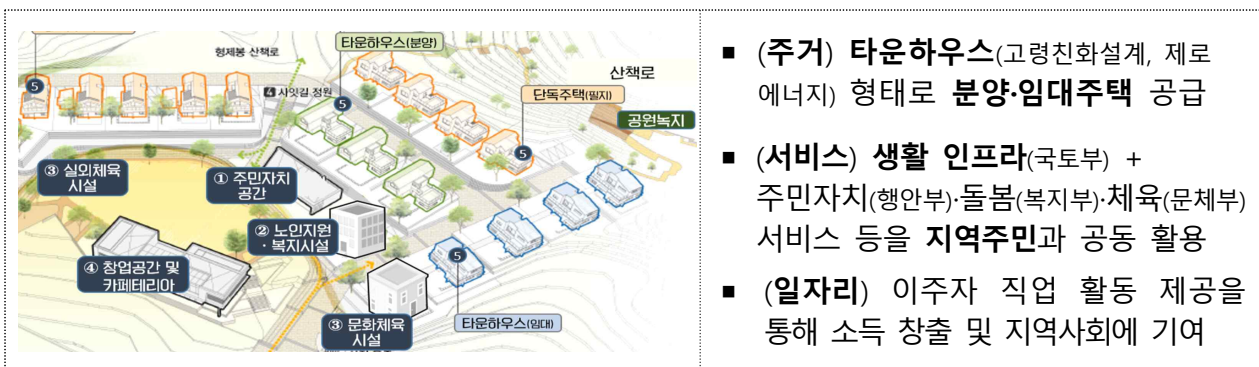 형제봉 산책로
타운하우스(분양)
산책로
5
4 사잇길 정원
5
단독주택(필지)
공원녹지
5
③ 실외체육
시설
① 주민자치
공간
② 노인지원
· 복지시설
5
④ 창업공간 및
카페테리아
③ 문화체육
시설
타운하우스(임대)
▪ (주거) 타운하우스(고령친화설계, 제로
에너지) 형태로 분양·임대주택 공급
▪ (서비스) 생활 인프라(국토부) +
주민자치(행안부)·돌봄(복지부)·체육(문체부)
서비스 등을 지역주민과 공동 활용
▪ (일자리) 이주자 직업 활동 제공을
통해 소득 창출 및 지역사회에 기여